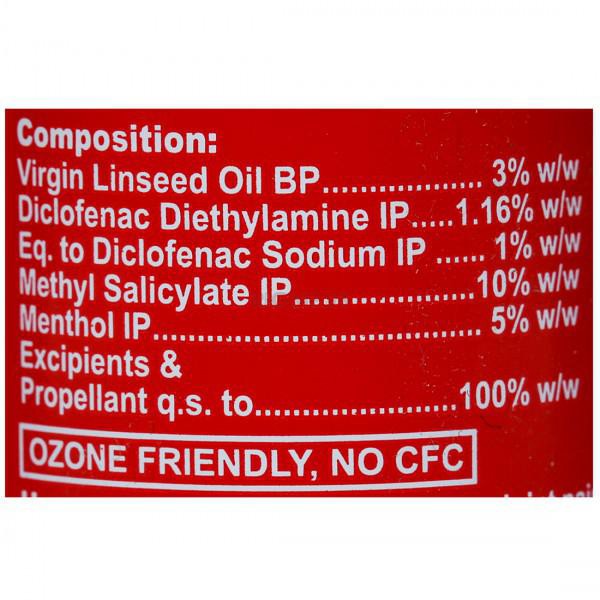 Composition:
Virgin Linseed Oil BP..................... 3% w/w
Diclofenac Diethylamine IP.....1.16% w/w
Eq. to Diclofenac Sodium IP ...... 1% w/w
Methyl Salicylate IP........................10% w/w
Menthol IP........................................... 5% w/w
Excipients &
Propellant q.s. to..........................100% w/w
OZONE FRIENDLY, NO CFC